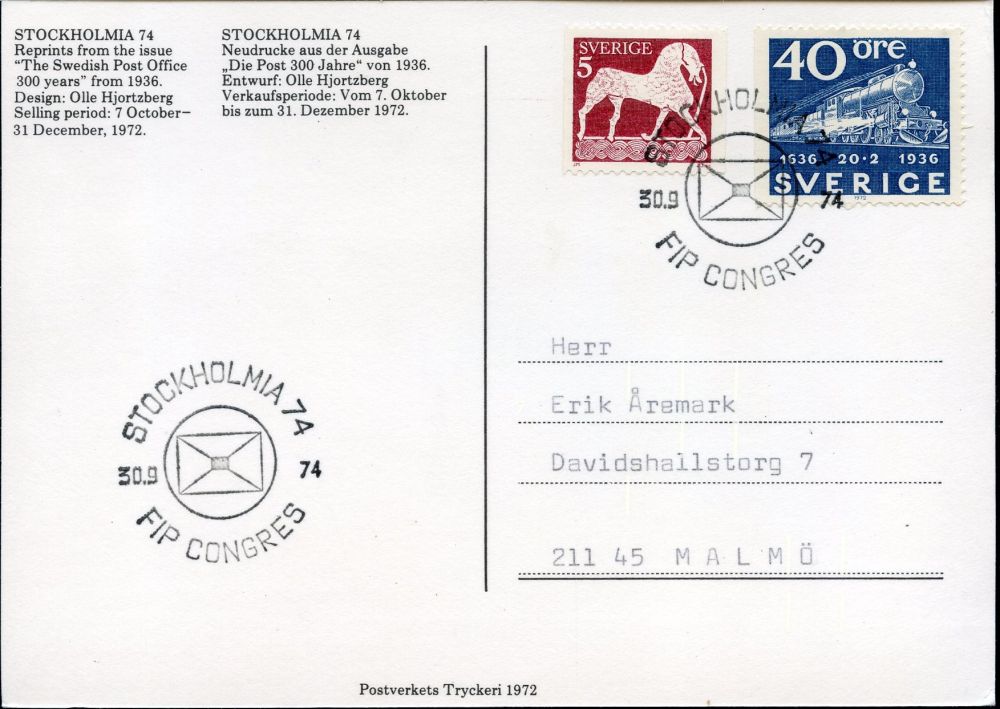 STOCKHOLMIA 74
Reprints from the issue
“The Swedish Post Office
300 years” from 1936.
Design: Olle Hjortzberg
Selling period: 7 October–
31 December, 1972.
STOCKHOLMIA 74
Neudrucke aus der Ausgabe
„Die Post 300 Jahre“ von 1936.
Entwurf: Olle Hjortzberg
Verkaufsperiode: Vom 7. Oktober
bis zum 31. Dezember 1972.
SVERIGE
5
40 öre
1636 20·2 1936
SVERIGE
1972
STOCKHOLMIA 74
30.9 74
FIP CONGRES
Herr
Erik Åremark
Davidshallstorg 7
211 45 MALMÖ
STOCKHOLMIA 74
30.9 74
FIP CONGRES
Postverkets Tryckeri 1972